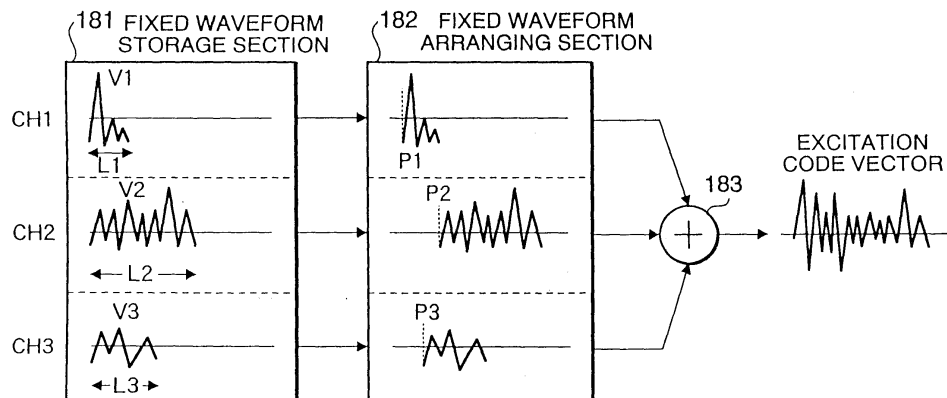 181 FIXED WAVEFORM
STORAGE SECTION
182 FIXED WAVEFORM
ARRANGING SECTION
CH1
V1
L1
P1
CH2
V2
L2
P2
CH3
V3
L3
P3
183
EXCITATION
CODE VECTOR